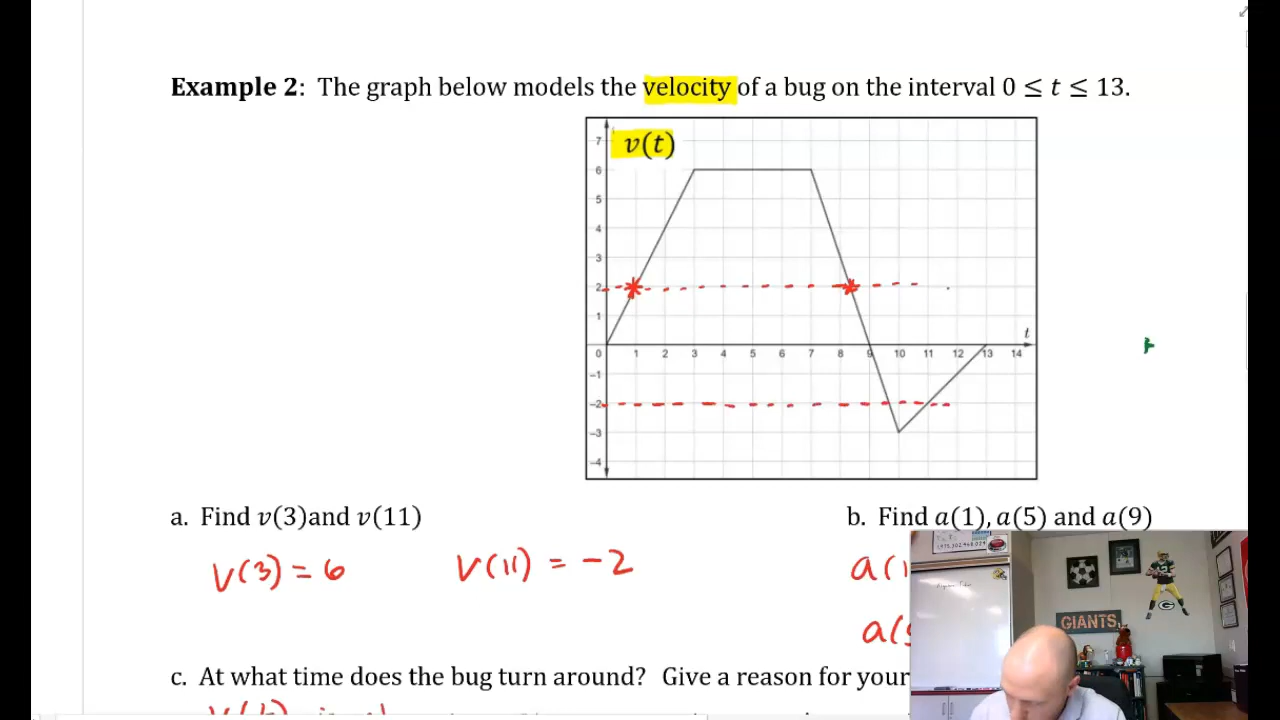 Example 2: The graph below models the velocity of a bug on the interval 0 ≤ t ≤ 13.
v(t)
7
6
5
4
3
2
1
0 1 2 3 4 5 6 7 8 9 10 11 12 13 14
t
−1
−2
−3
−4
a. Find v(3)and v(11)
b. Find a(1), a(5) and a(9)
v(3) = 6
v(11) = −2
a(1
a(5
GIANTS
c. At what time does the bug turn around? Give a reason for your